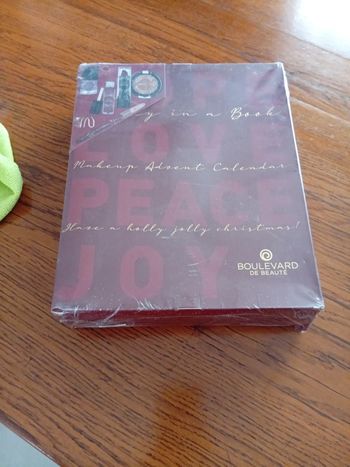 in a Book
LOVE
Makeup Advent Calendar
PEACE
Have a holly jolly christmas!
JOY
BOULEVARD
DE BEAUTÉ